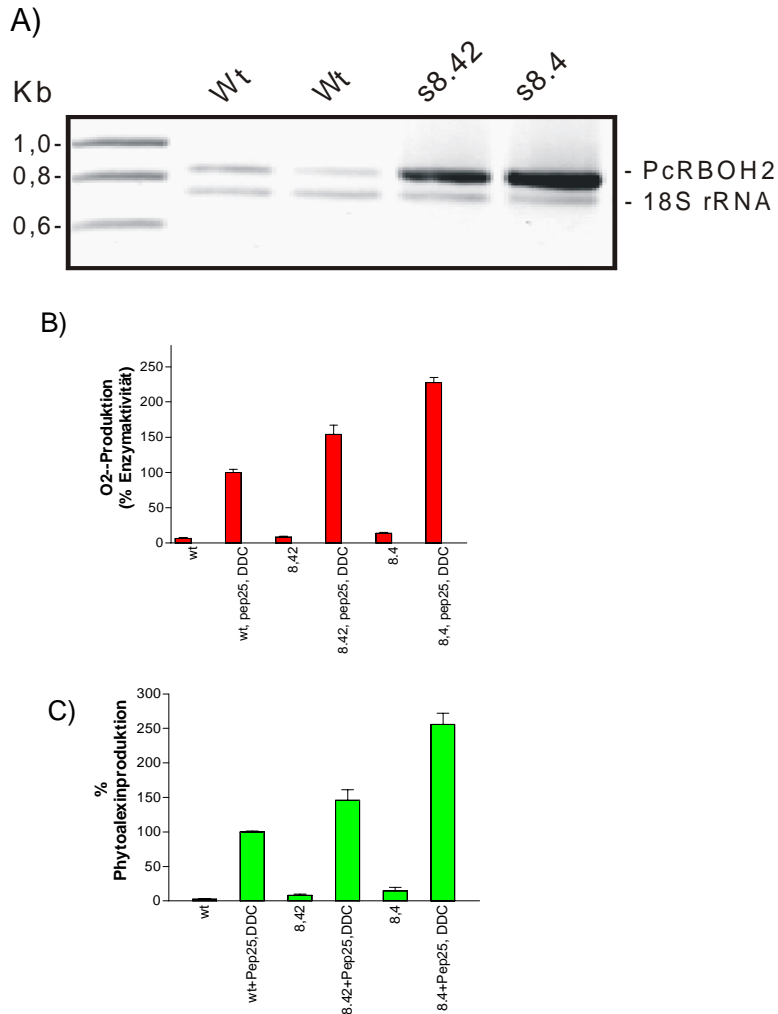 A)
Kb
Wt
Wt
s8.42
s8.4
1,0-
0,8-
0,6-
- PcRBOH2
- 18S rRNA
B)
O2--Produktion
(% Enzymaktivität)
250
200
150
100
50
0
wt
wt, pep25, DDC
8,42
8.42, pep25, DDC
8.4
8,4, pep25, DDC
C)
%
Phytoalexinproduktion
300
250
200
150
100
50
0
wt
wt+Pep25,DDC
8,42
8.42+Pep25,DDC
8,4
8.4+Pep25, DDC